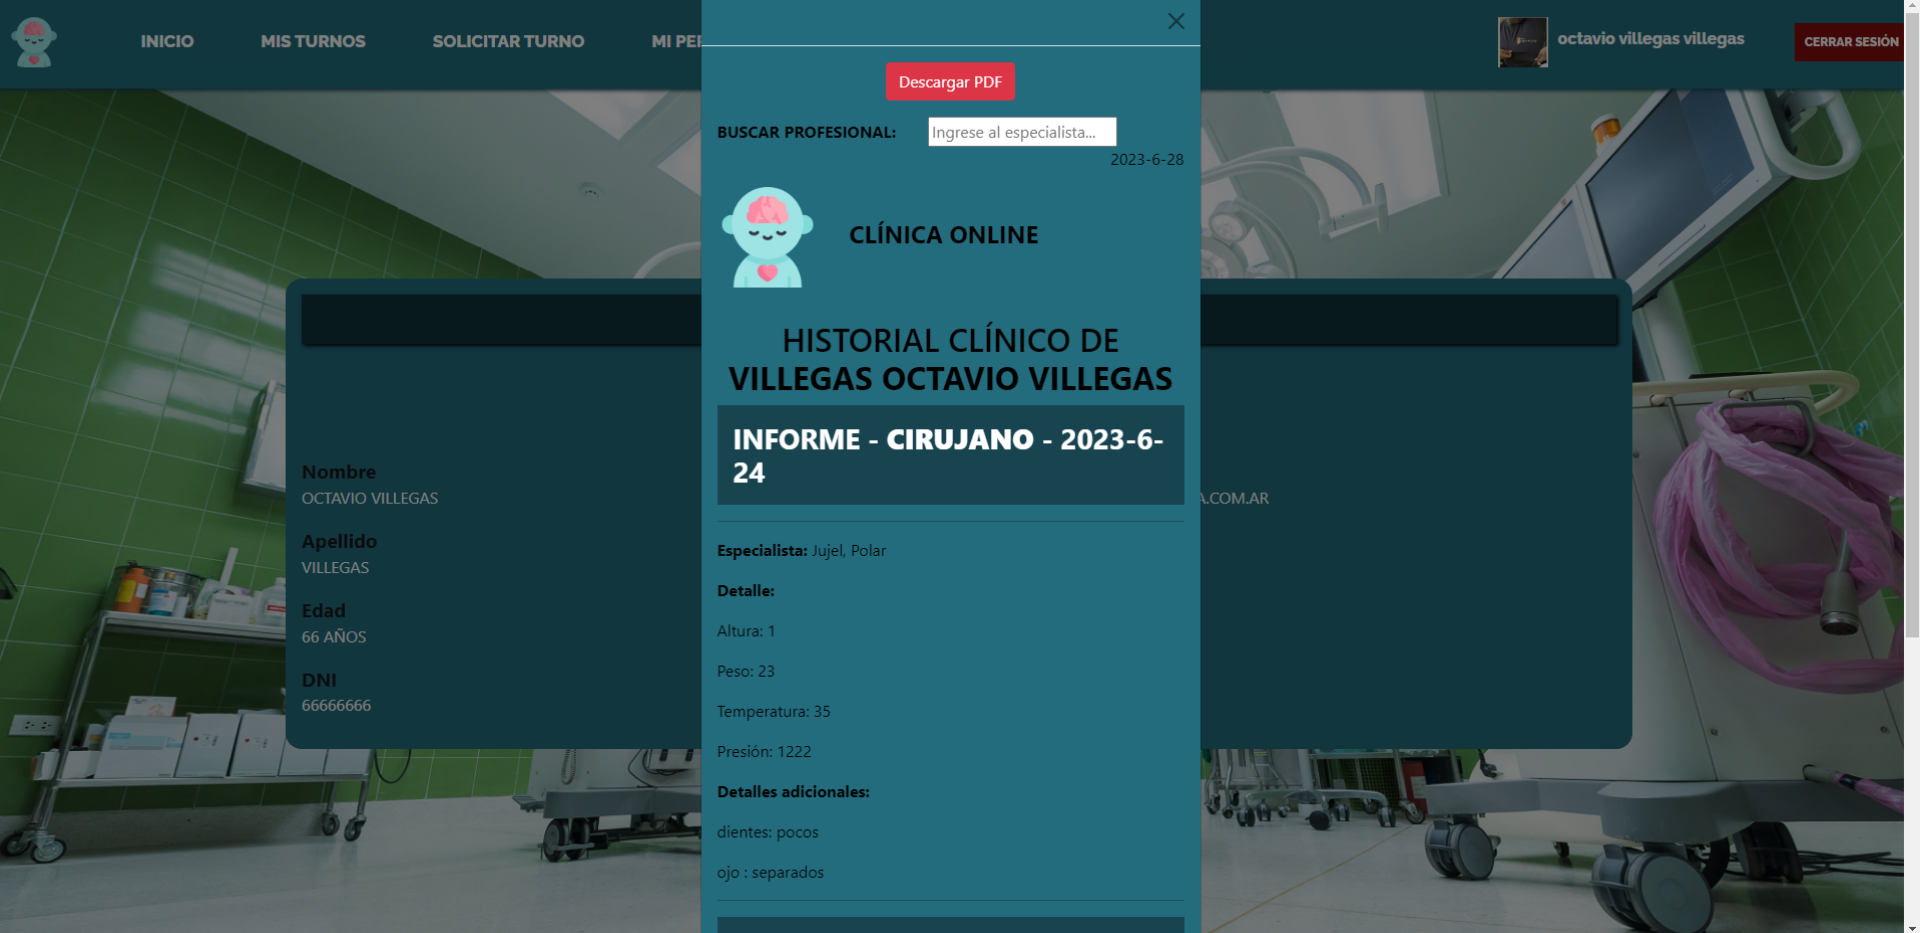 INICIO MIS TURNOS SOLICITAR TURNO MI PE
octavio villegas villegas
CERRAR SESIÓN
Descargar PDF
BUSCAR PROFESIONAL: Ingrese al especialista...
2023-6-28
CLÍNICA ONLINE
HISTORIAL CLÍNICO DE
VILLEGAS OCTAVIO VILLEGAS
INFORME - CIRUJANO - 2023-6-
24
Especialista: Jujel, Polar
Detalle:
Altura: 1
Peso: 23
Temperatura: 35
Presión: 1222
Detalles adicionales:
dientes: pocos
ojo : separados
Nombre
OCTAVIO VILLEGAS
Apellido
VILLEGAS
Edad
66 AÑOS
DNI
66666666
.COM.AR